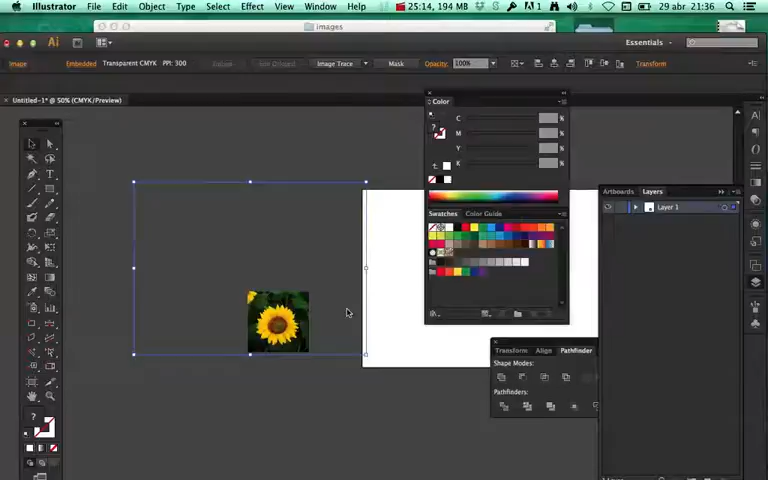 Illustrator File Edit Object Type Select Effect View Window Help 25:14, 194 MB 1 29 abr 21:36
images
Ai Essentials
Image Embedded Transparent CMYK PPI: 300 Image Trace Mask Opacity: 100% Transform
Untitled-1* @ 50% (CMYK/Preview)
Color
C %
M %
Y %
K %
Artboards Layers
Layer 1
Swatches Color Guide
Transform Align Pathfinder
Shape Modes:
Pathfinders: